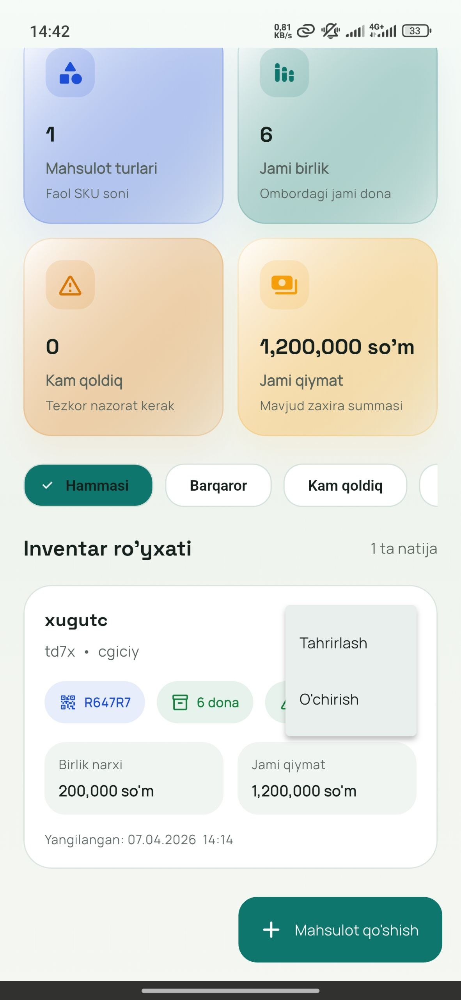 14:42
0,81
KB/s
4G+
33
1
Mahsulot turlari
Faol SKU soni
6
Jami birlik
Ombordagi jami dona
0
Kam qoldiq
Tezkor nazorat kerak
1,200,000 so’m
Jami qiymat
Mavjud zaxira summasi
Hammasi
Barqaror
Kam qoldiq
Inventar ro’yxati
1 ta natija
xugutc
td7x • cgiciy
Tahrirlash
O'chirish
R647R7
6 dona
Birlik narxi
200,000 so'm
Jami qiymat
1,200,000 so'm
Yangilangan: 07.04.2026 14:14
Mahsulot qo'shish